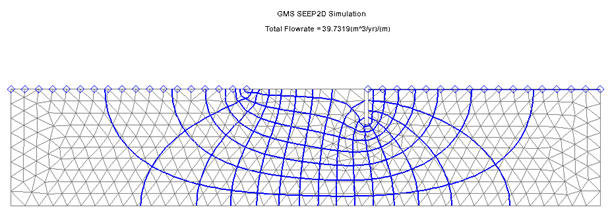 GMS SEEP2D Simulation
Total Flowrate =39.7319(m^3/yr)/(m)